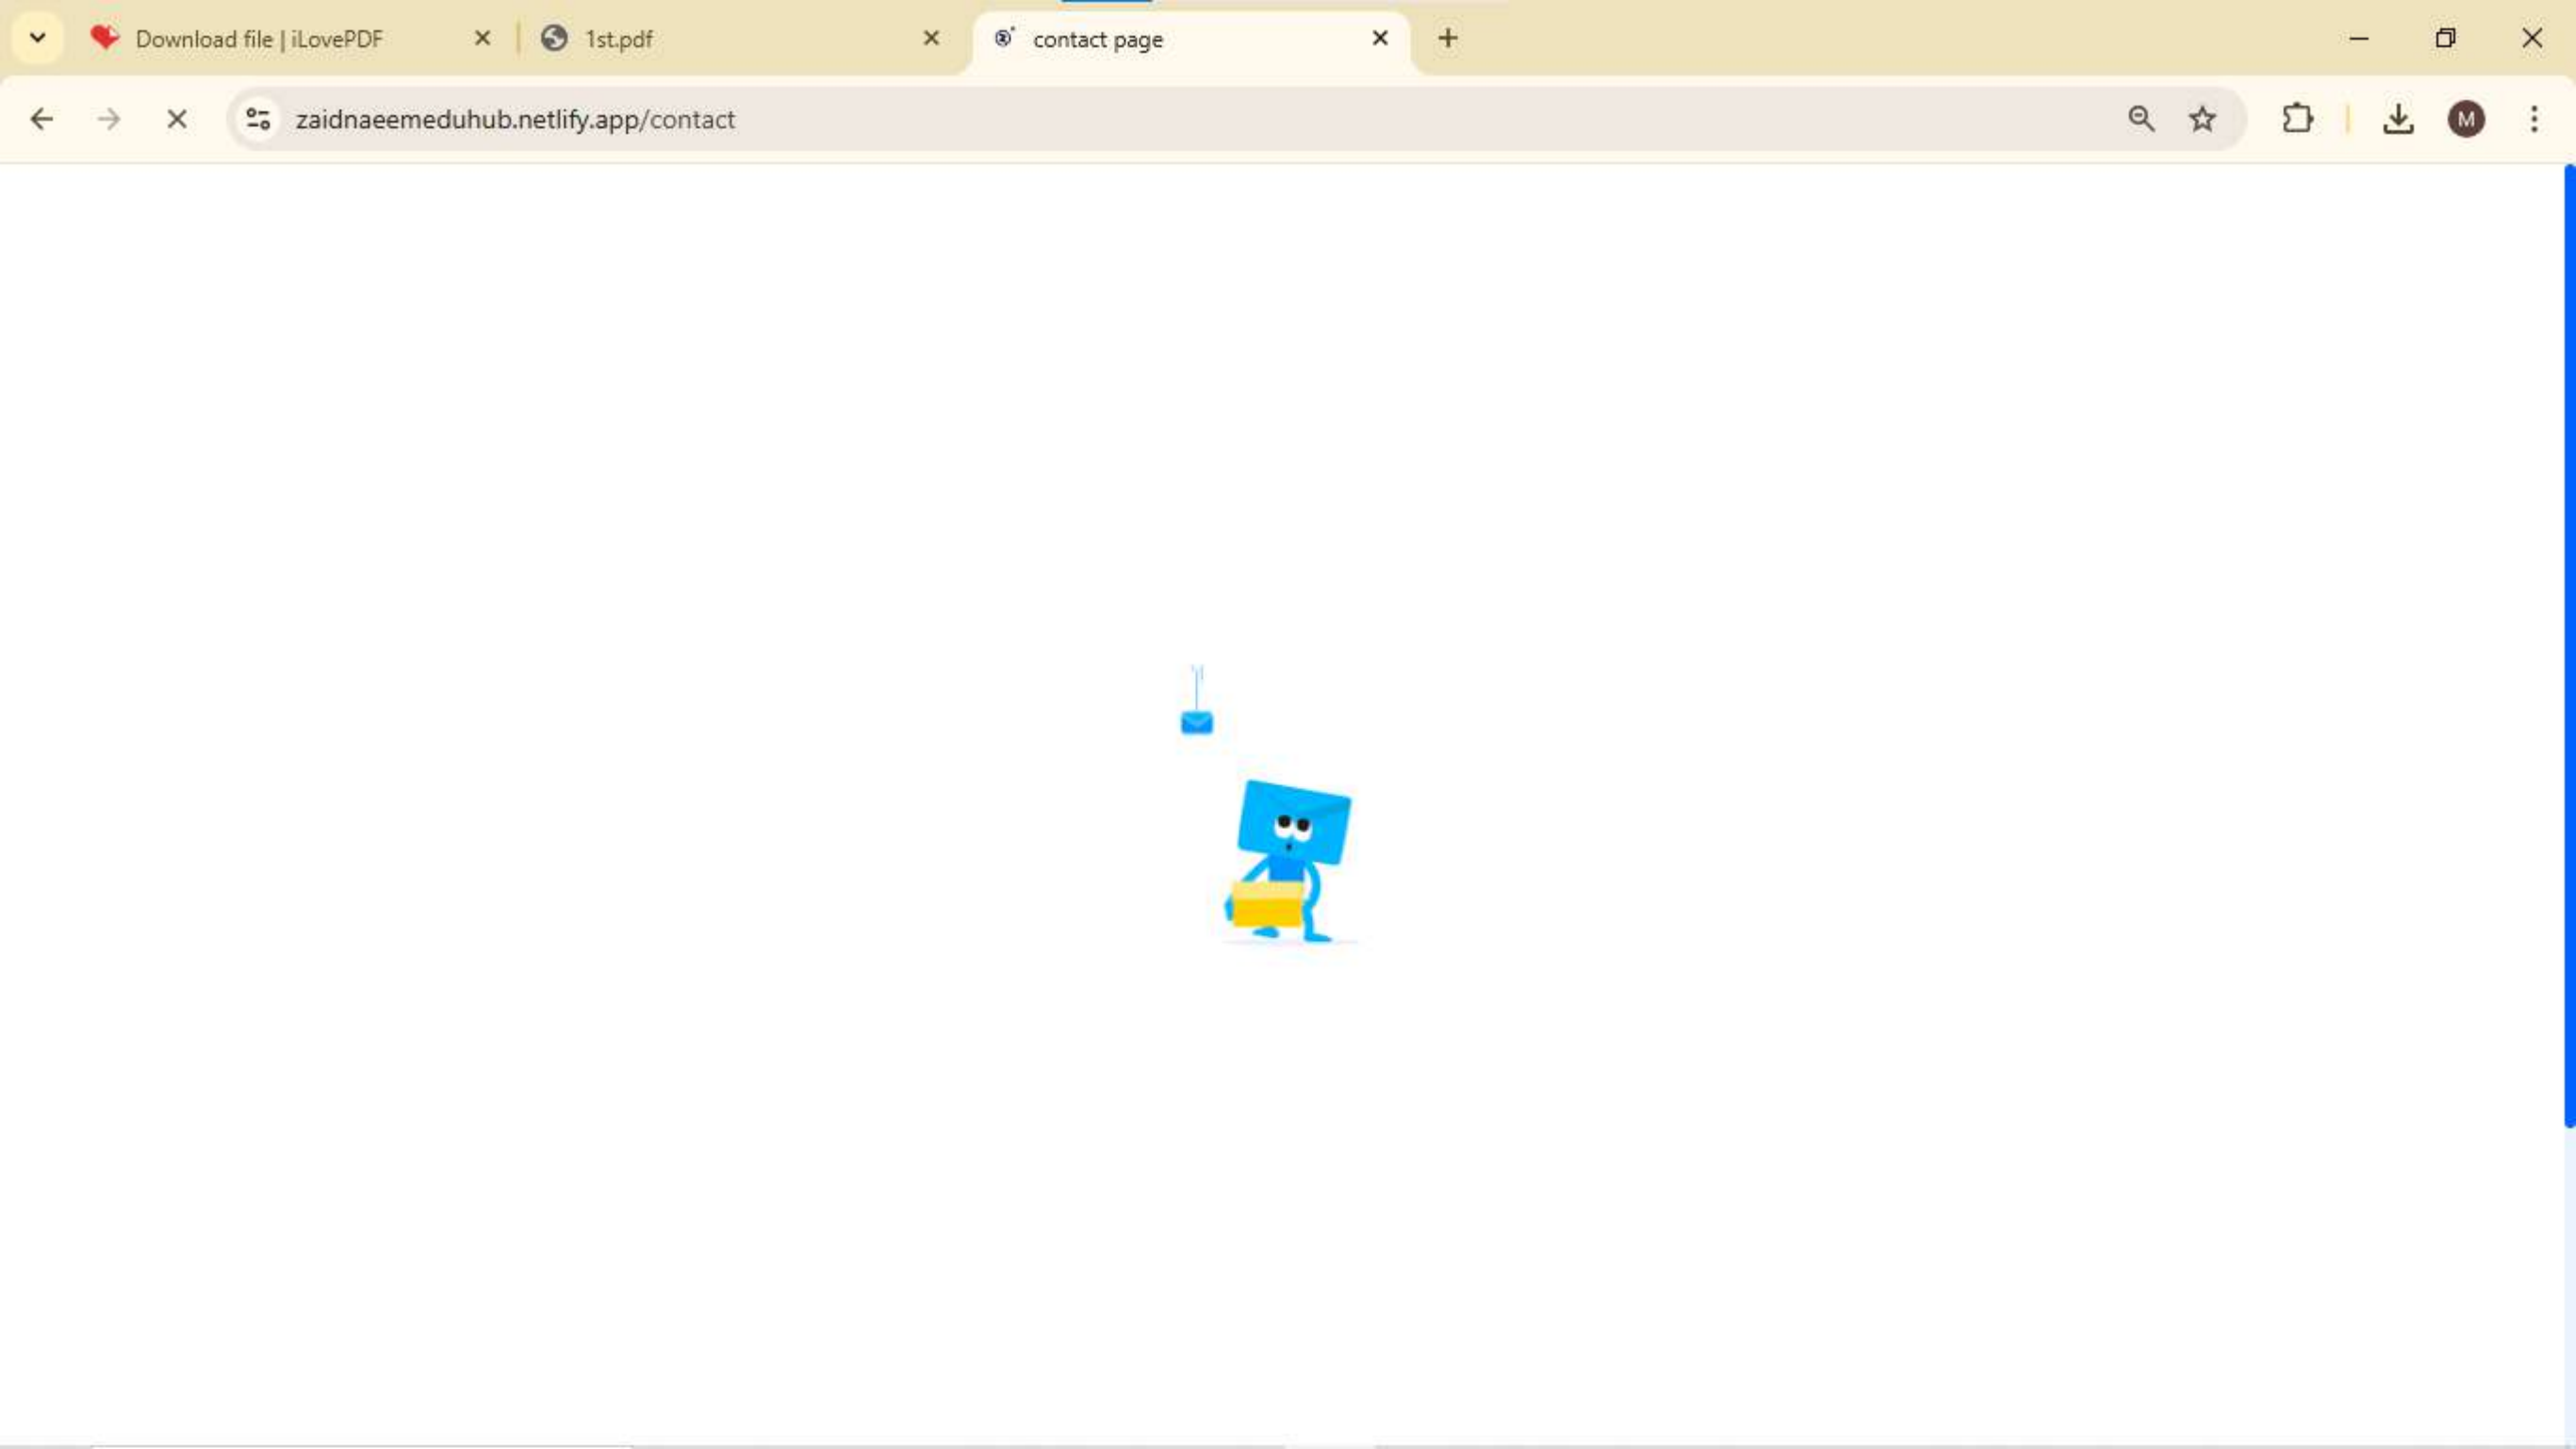 Download file | iLovePDF
1st.pdf
contact page
zaidnaeemeduhub.netlify.app/contact
M